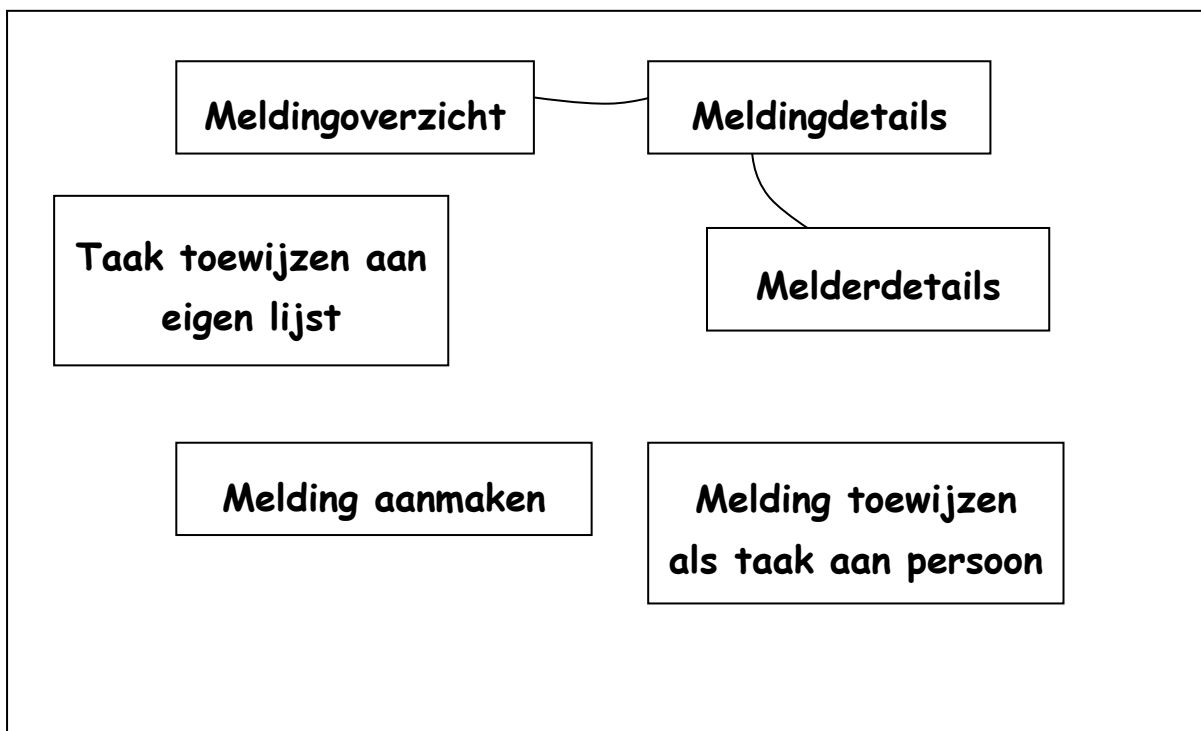 Meldingoverzicht
Meldingdetails
Taak toewijzen aan
eigen lijst
Melderdetails
Melding aanmaken
Melding toewijzen
als taak aan persoon